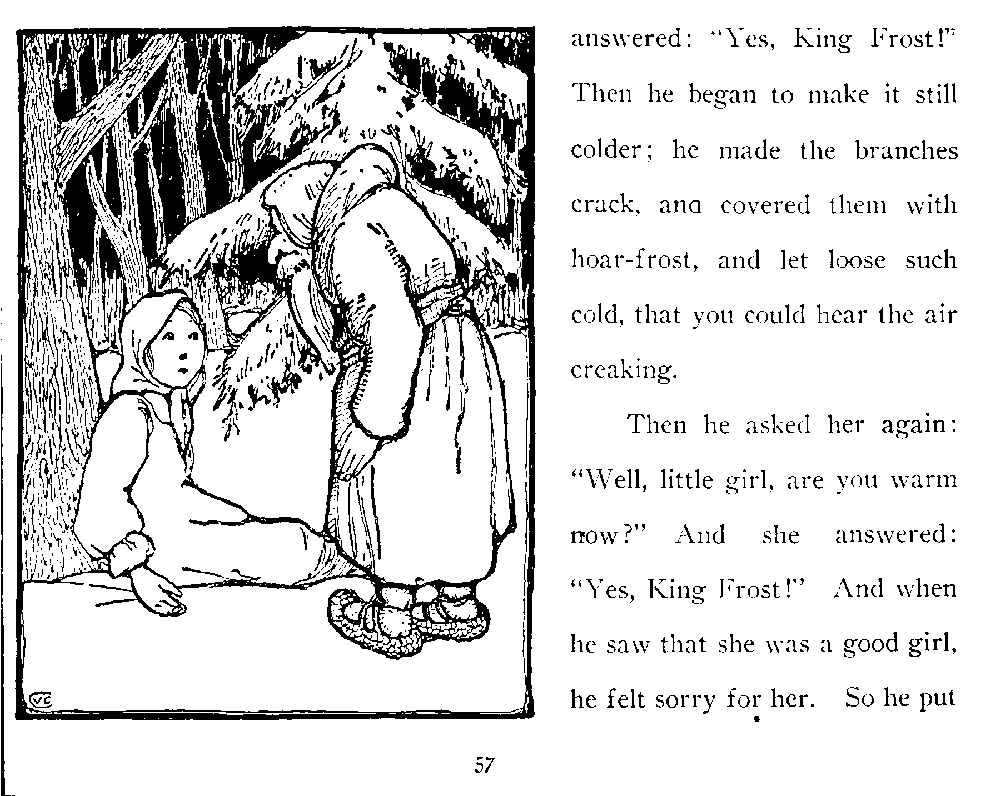 answered: “Yes, King Frost!”
Then he began to make it still
colder; he made the branches
crack, and covered them with
hoar-frost, and let loose such
cold, that you could hear the air
creaking.
Then he asked her again:
“Well, little girl, are you warm
now?” And she answered:
“Yes, King Frost!” And when
he saw that she was a good girl,
he felt sorry for her. So he put
VC
57